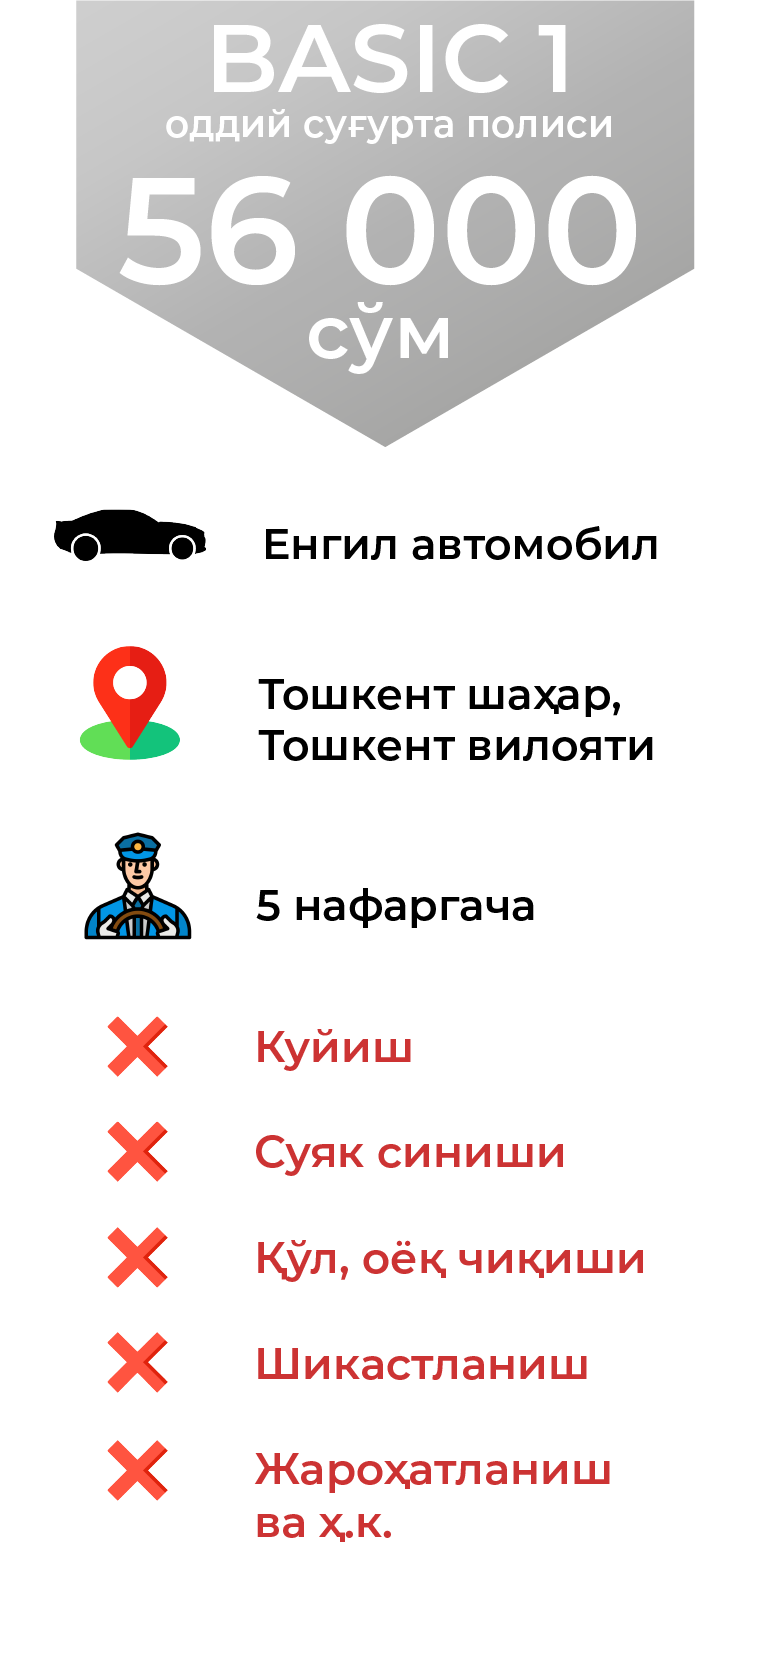 BASIC 1
оддий суғурта полиси
56 000
сўм
Енгил автомобил
Тошкент шаҳар,
Тошкент вилояти
5 нафаргача
Куйиш
Суяк синиши
Қўл, оёқ чиқиши
Шикастланиш
Жароҳатланиш
ва ҳ.к.